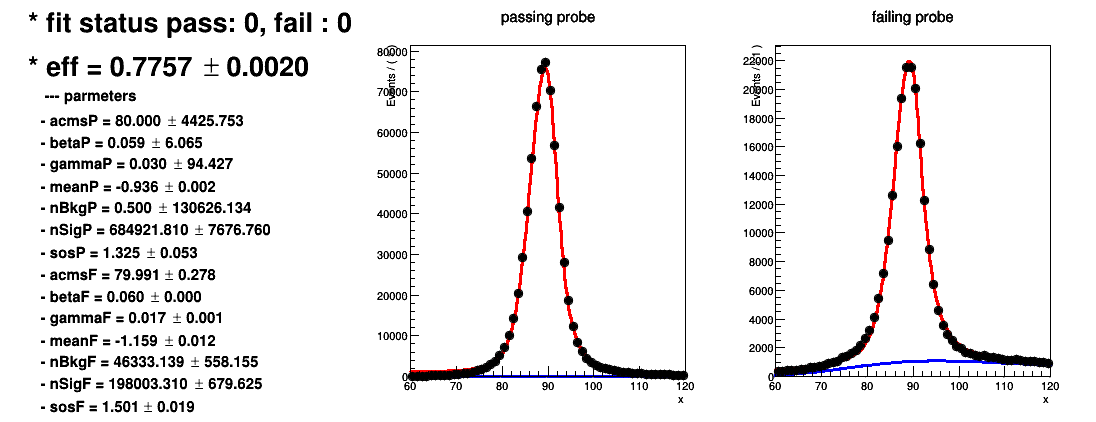 * fit status pass: 0, fail : 0
* eff = 0.7757 ± 0.0020
--- parmeters
- acmsP = 80.000 ± 4425.753
- betaP = 0.059 ± 6.065
- gammaP = 0.030 ± 94.427
- meanP = -0.936 ± 0.002
- nBkgP = 0.500 ± 130626.134
- nSigP = 684921.810 ± 7676.760
- sosP = 1.325 ± 0.053
- acmsF = 79.991 ± 0.278
- betaF = 0.060 ± 0.000
- gammaF = 0.017 ± 0.001
- meanF = -1.159 ± 0.012
- nBkgF = 46333.139 ± 558.155
- nSigF = 198003.310 ± 679.625
- sosF = 1.501 ± 0.019
passing probe
80000
70000
60000
50000
40000
30000
20000
10000
0
60 70 80 90 100 110 120
x
Events / (
failing probe
22000
20000
18000
16000
14000
12000
10000
8000
6000
4000
2000
0
60 70 80 90 100 110 120
x
Events / ( 1 )